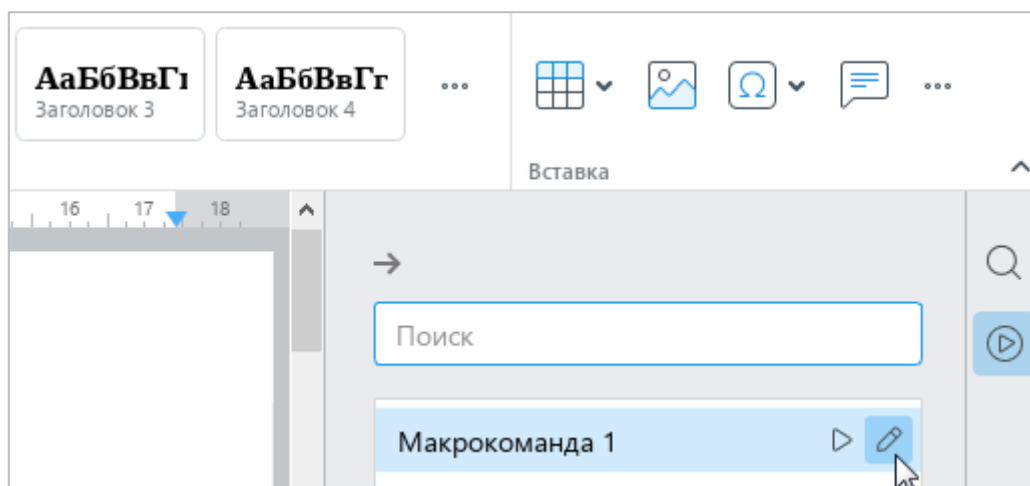 АаБбВвГг
Заголовок 3
АаБбВвГг
Заголовок 4
Ω
Вставка
16 17 18
Поиск
Макрокоманда 1